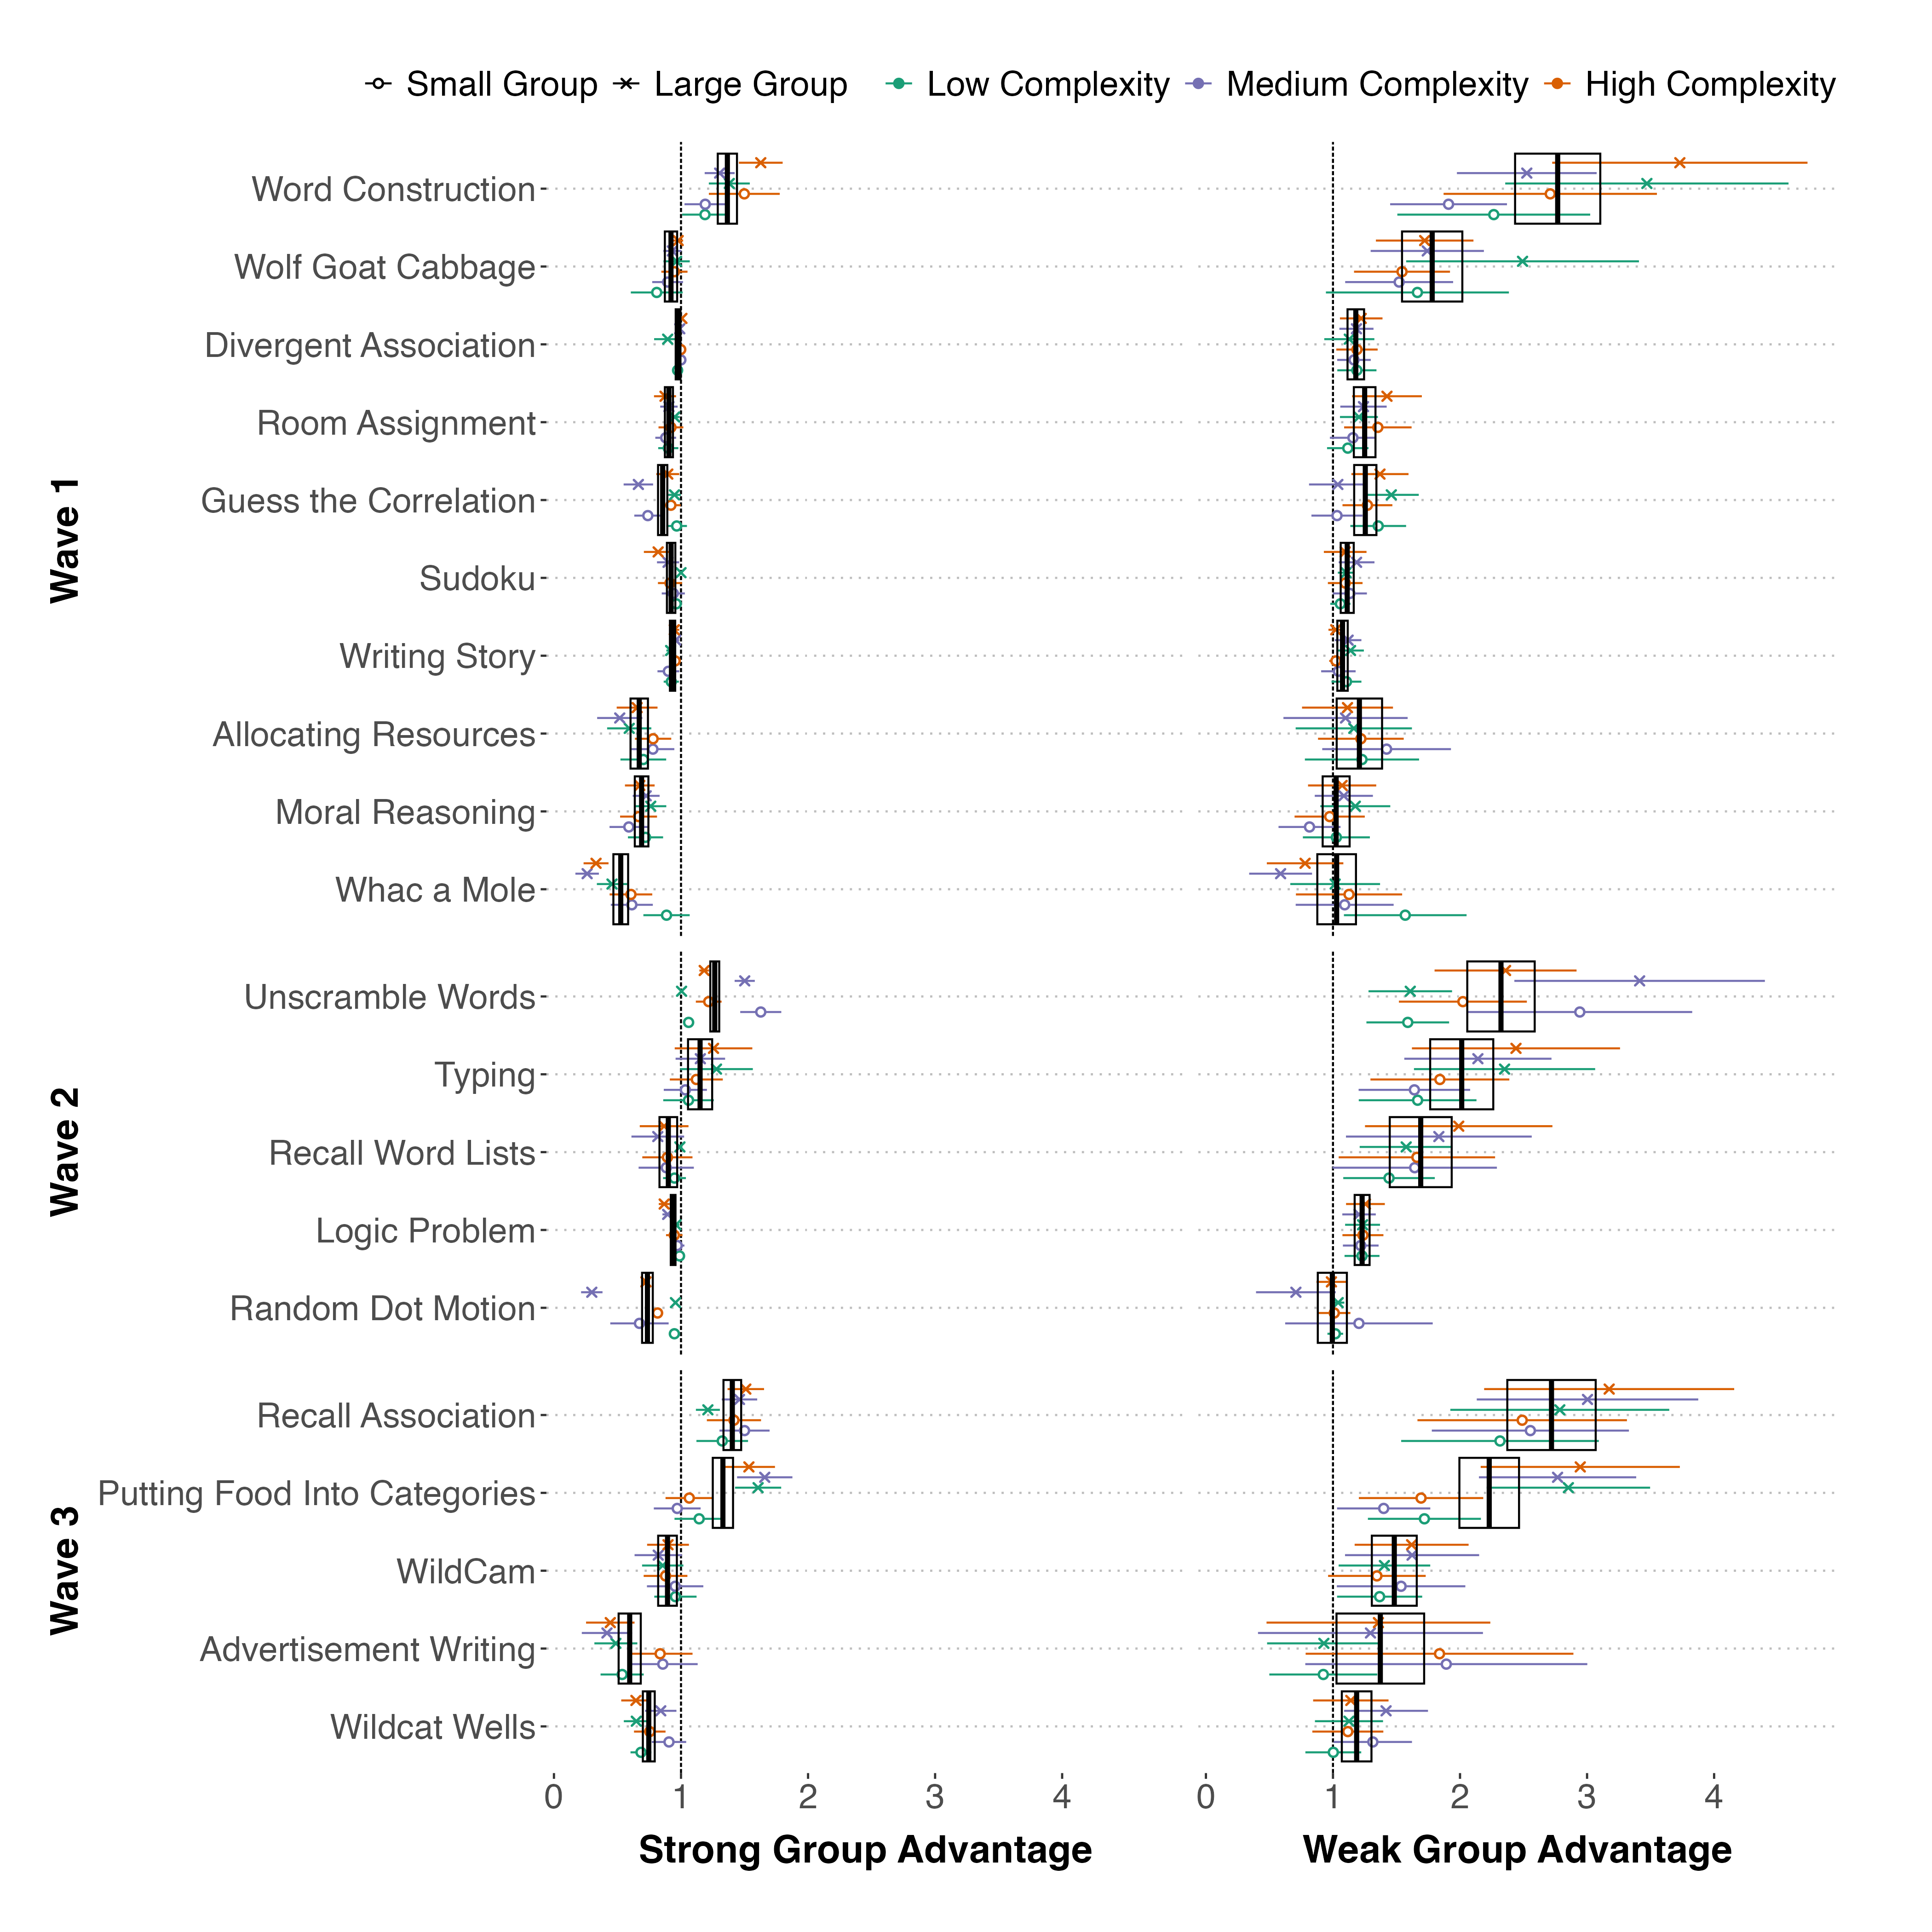 Small Group Large Group Low Complexity Medium Complexity High Complexity
Wave 1
Word Construction
Wolf Goat Cabbage
Divergent Association
Room Assignment
Guess the Correlation
Sudoku
Writing Story
Allocating Resources
Moral Reasoning
Whac a Mole
Wave 2
Unscramble Words
Typing
Recall Word Lists
Logic Problem
Random Dot Motion
Wave 3
Recall Association
Putting Food Into Categories
WildCam
Advertisement Writing
Wildcat Wells
0 1 2 3 4 0 1 2 3 4
Strong Group Advantage Weak Group Advantage